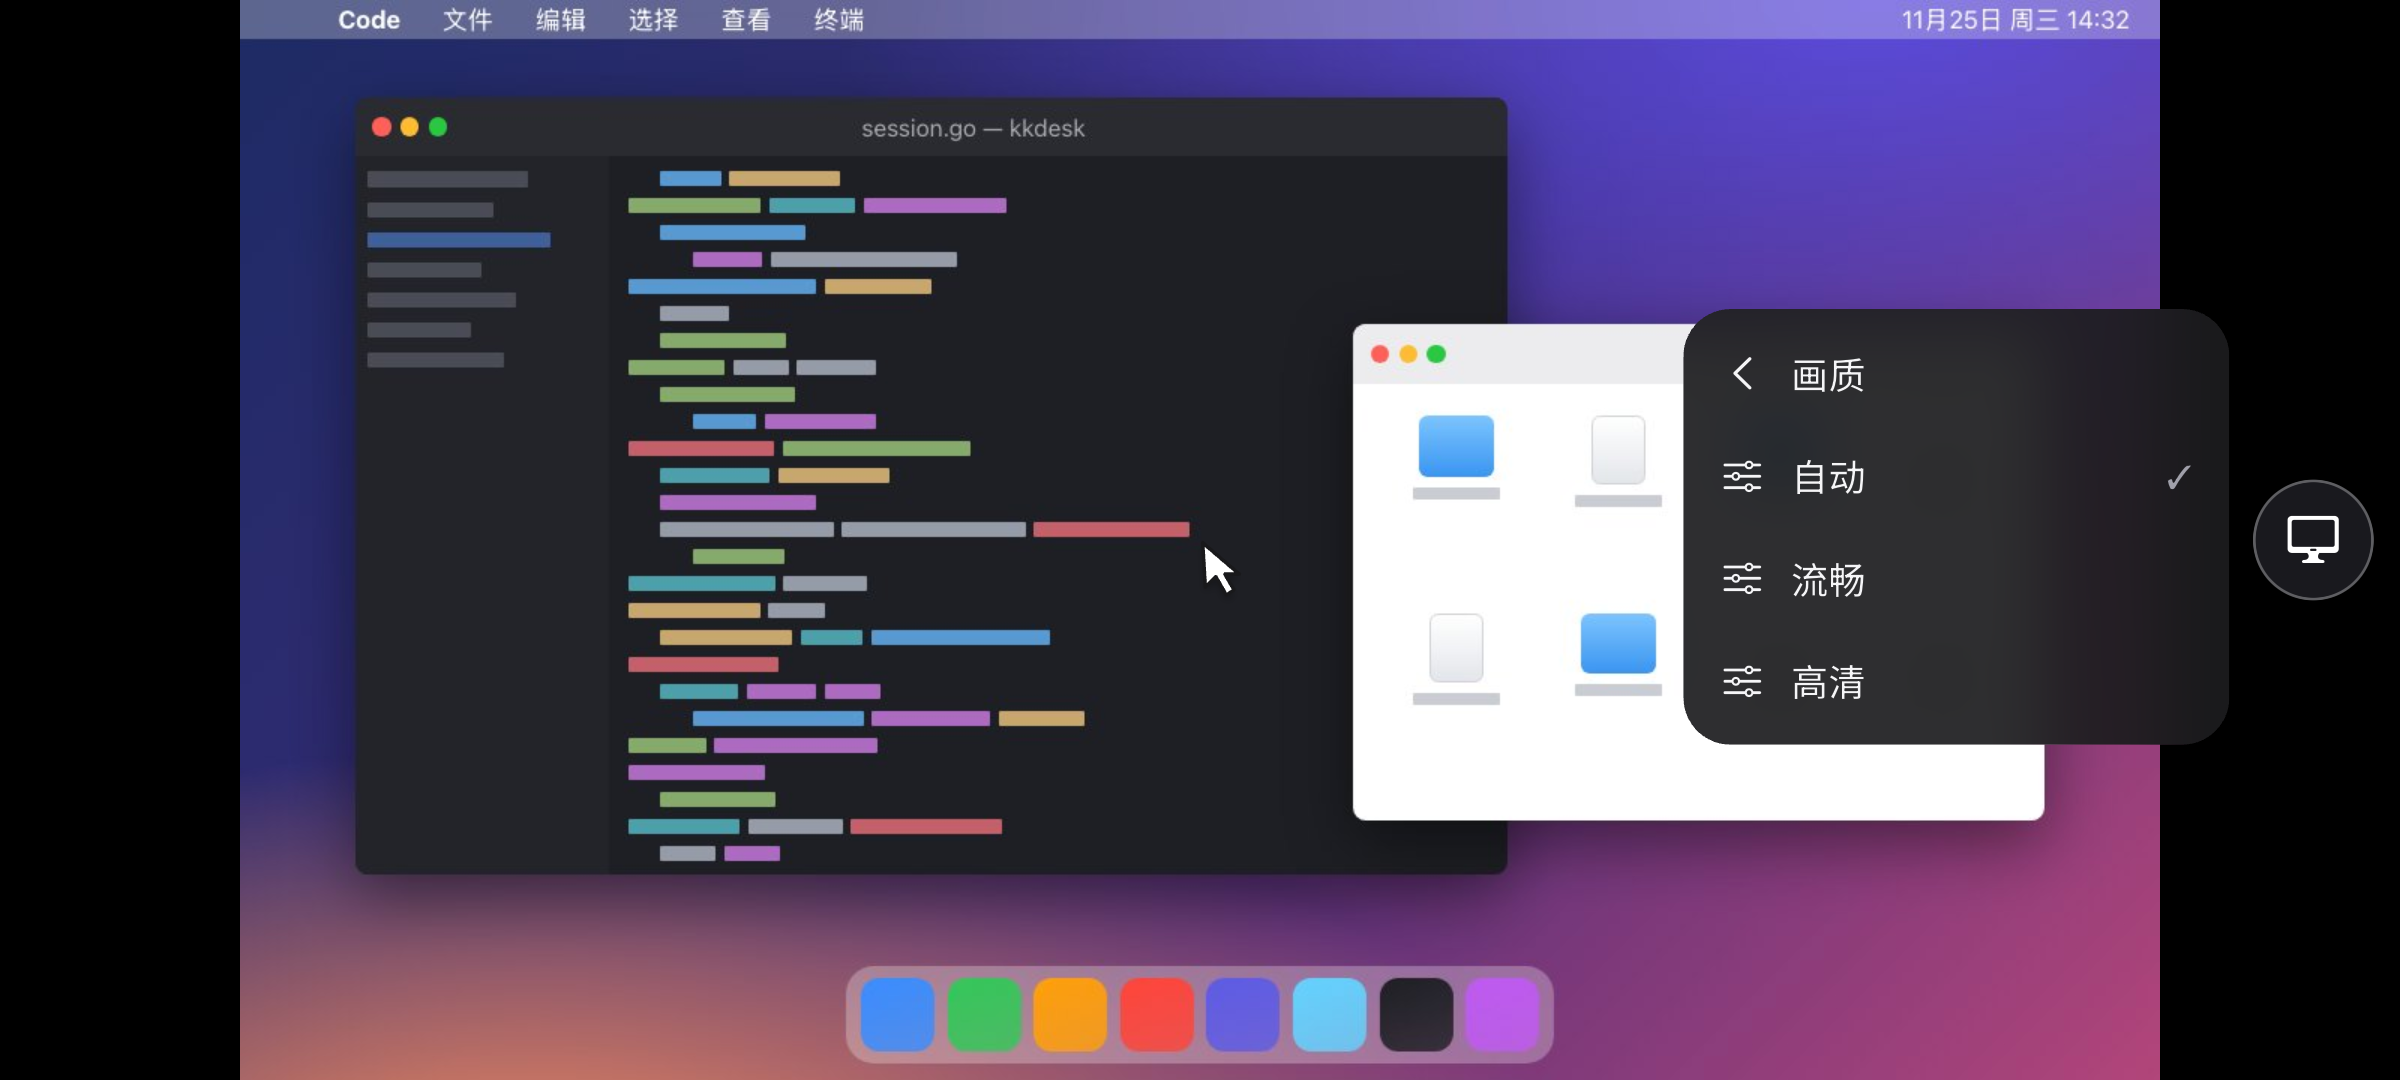 Code 文件 编辑 选择 查看 终端 11月25日 周三 14:32
session.go — kkdesk
画质
自动
流畅
高清